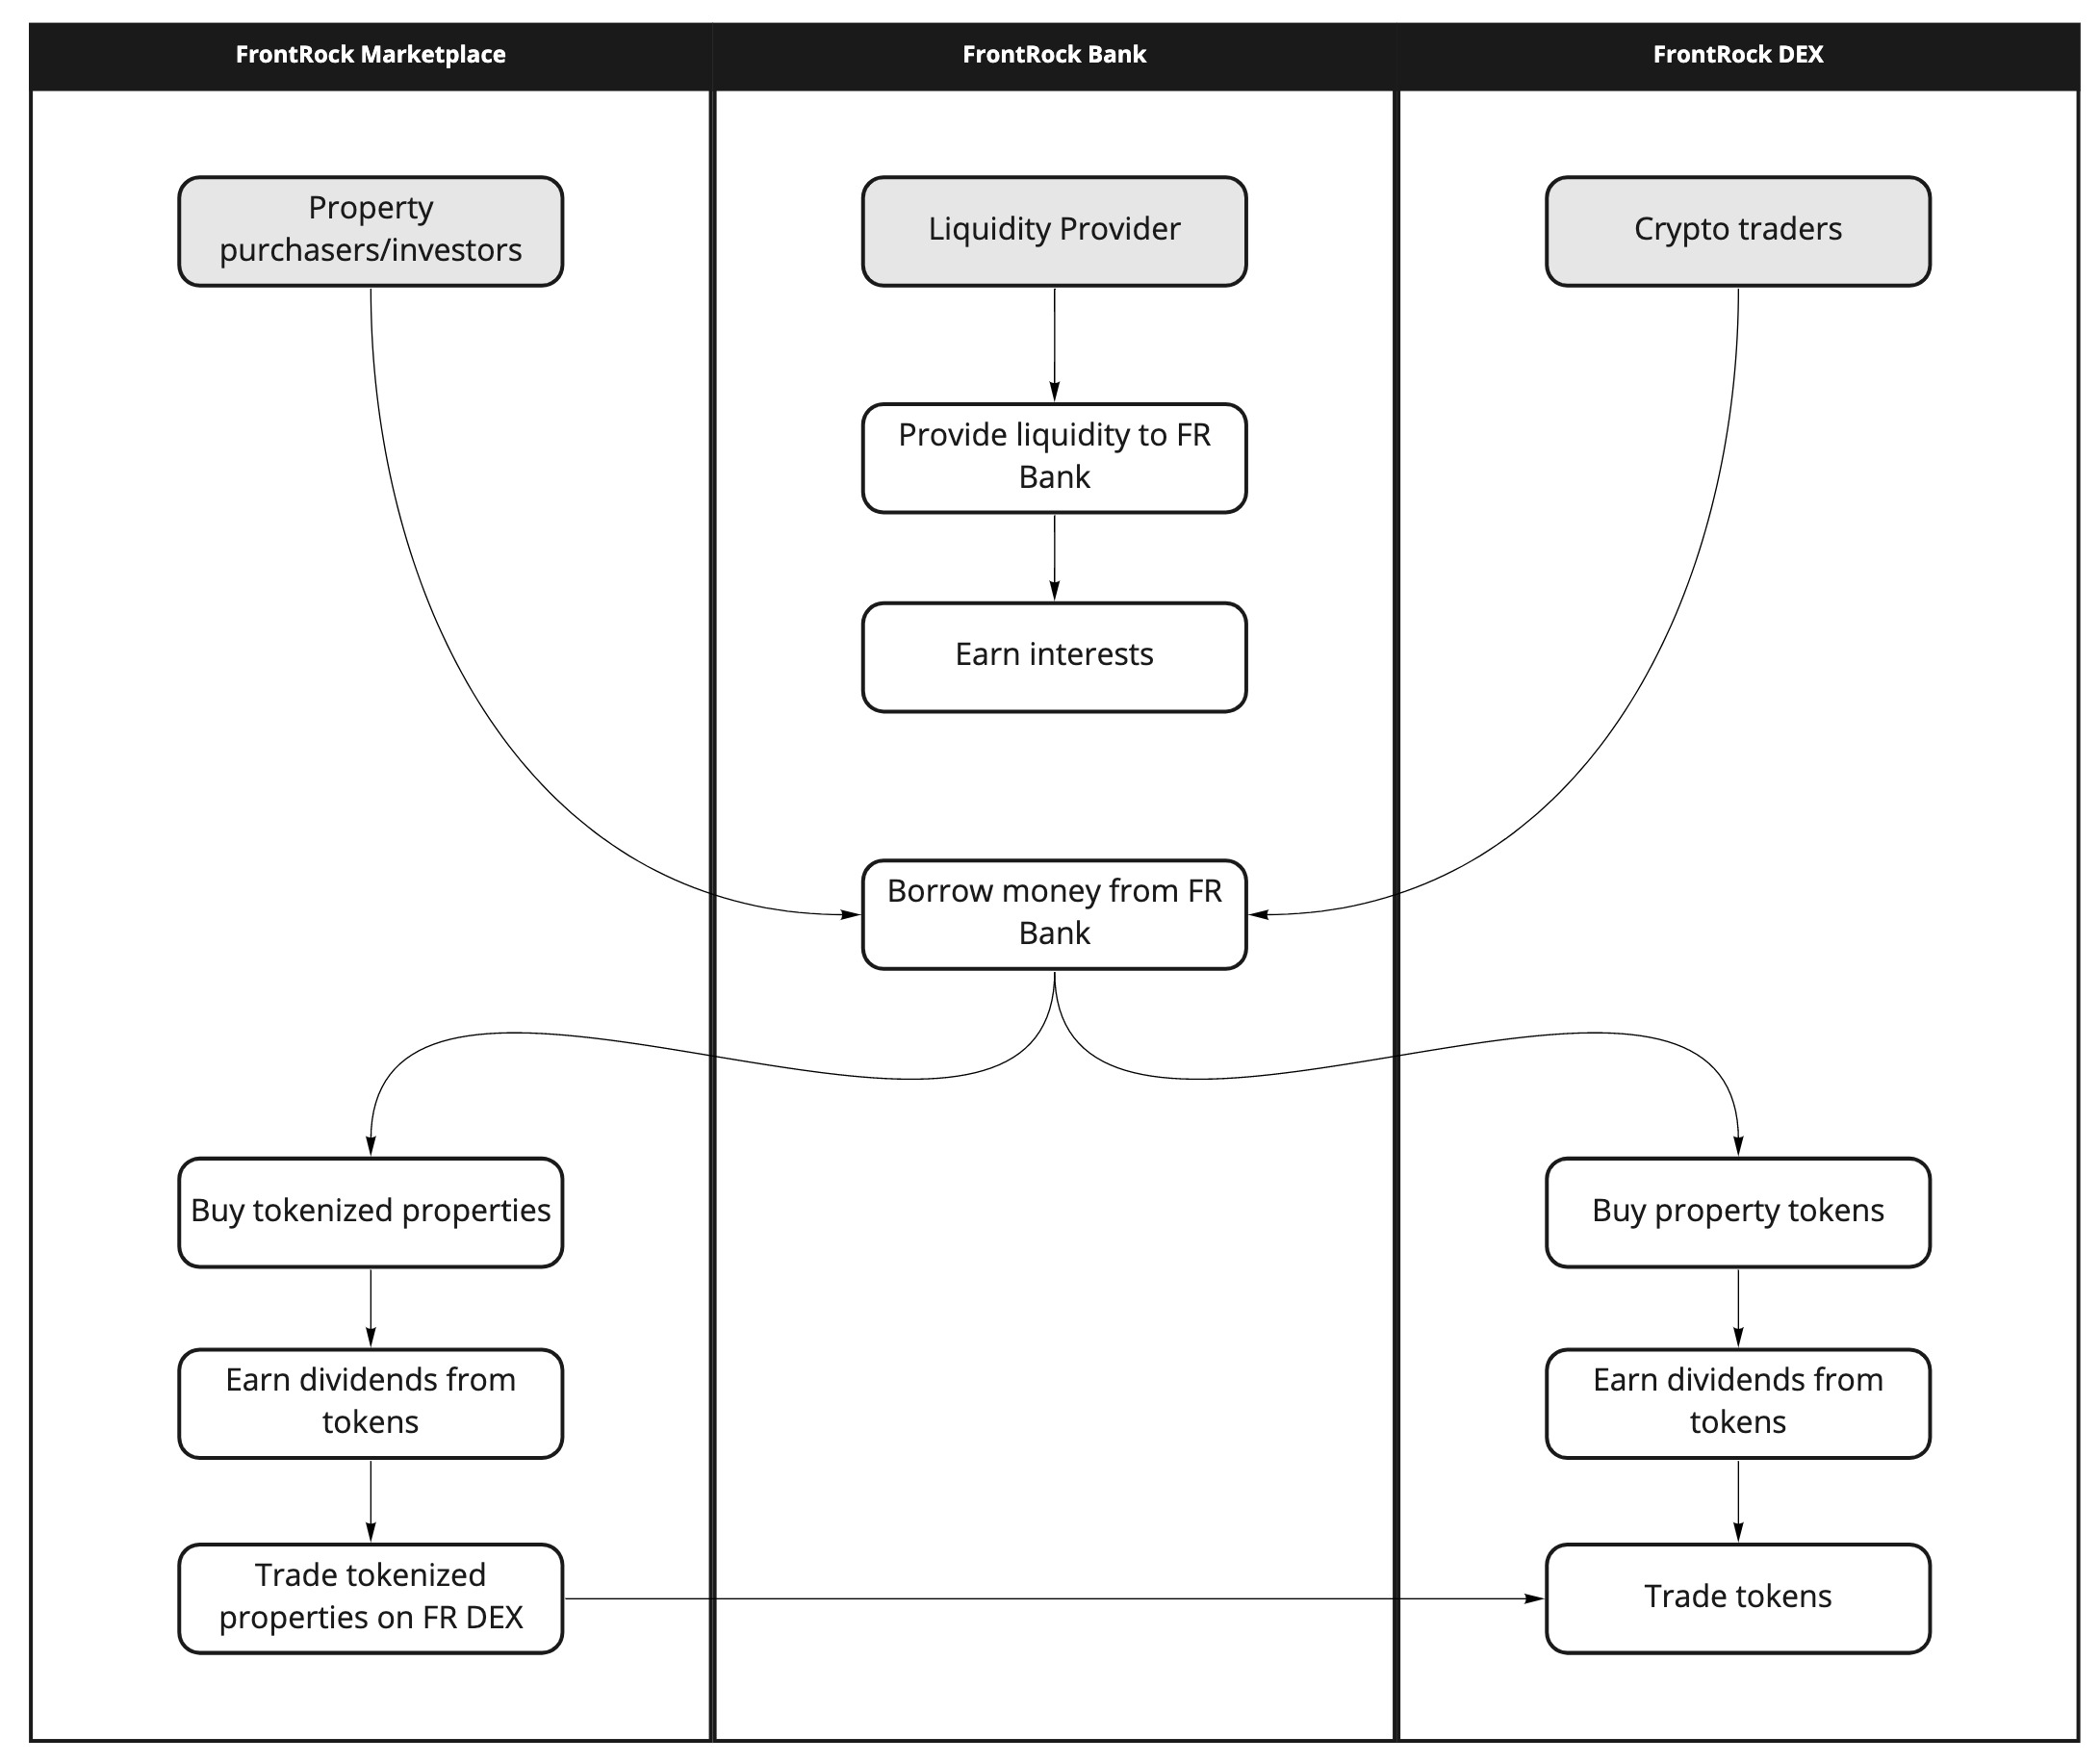 FrontRock Marketplace
FrontRock Bank
FrontRock DEX
Property
purchasers/investors
Liquidity Provider
Crypto traders
Provide liquidity to FR
Bank
Earn interests
Borrow money from FR
Bank
Buy tokenized properties
Buy property tokens
Earn dividends from
tokens
Earn dividends from
tokens
Trade tokenized
properties on FR DEX
Trade tokens